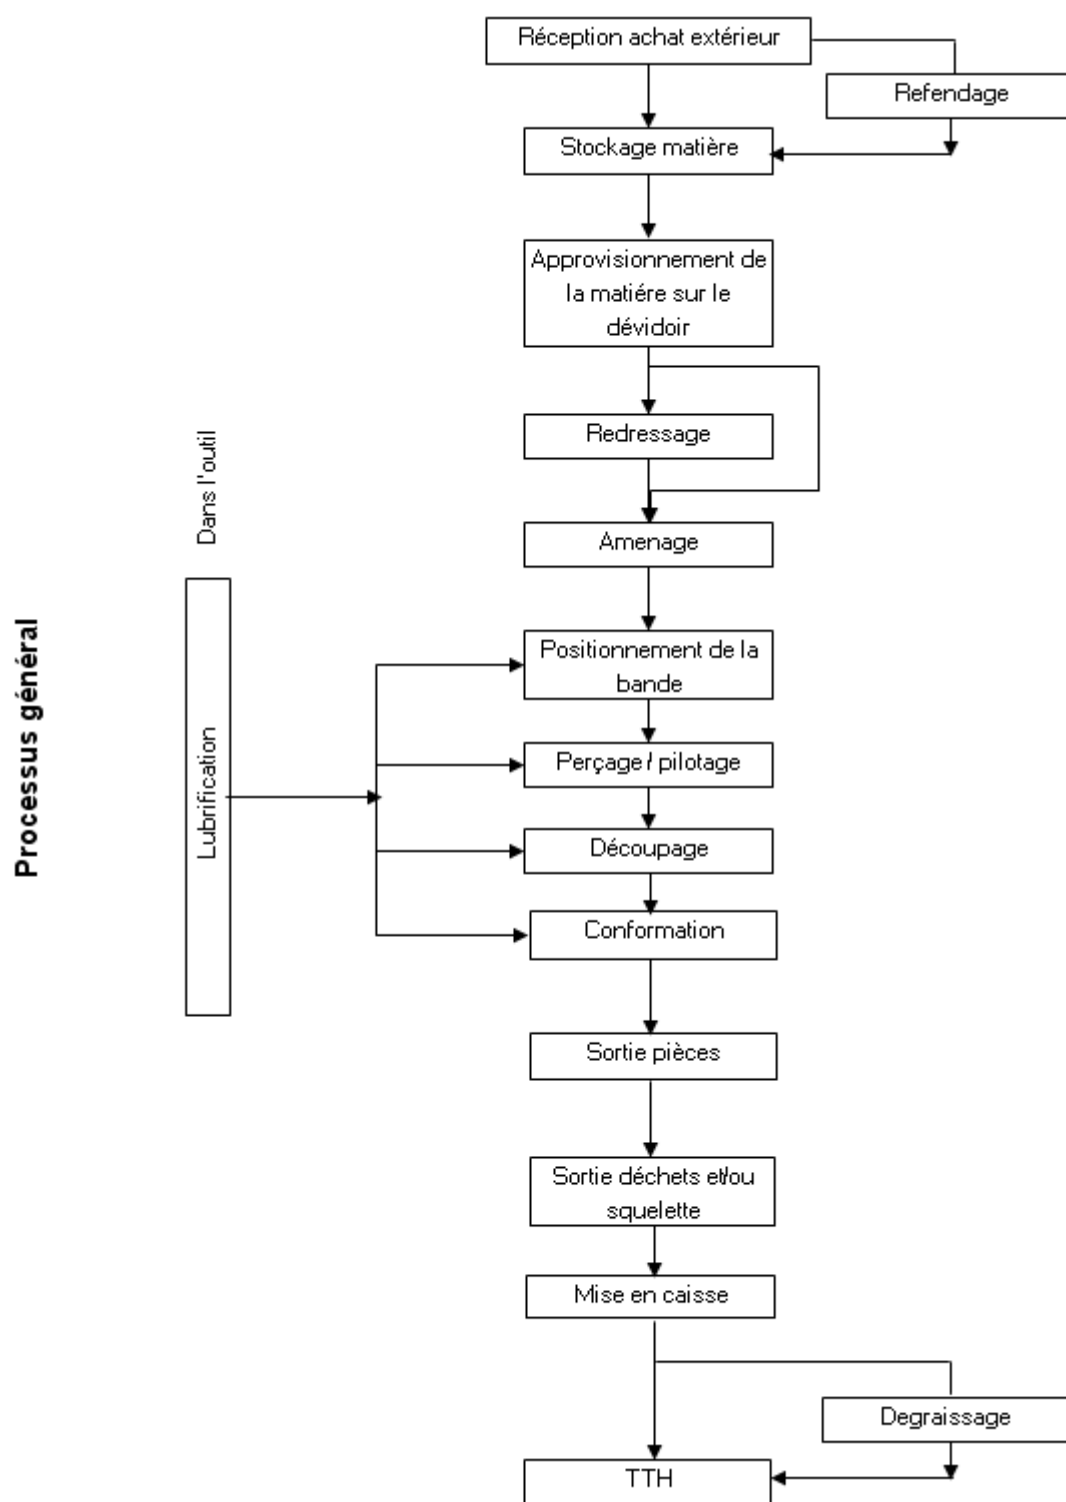 Réception achat extérieur
Refendage
Stockage matière
Approvisionnement de
la matiére sur le
dévidoir
Redressage
Dans l'outil
Amenage
Processus général
Lubrification
Positionnement de la
bande
Perçage / pilotage
Découpage
Conformation
Sortie pièces
Sortie déchets et/ou
squelette
Mise en caisse
Degraissage
TTH